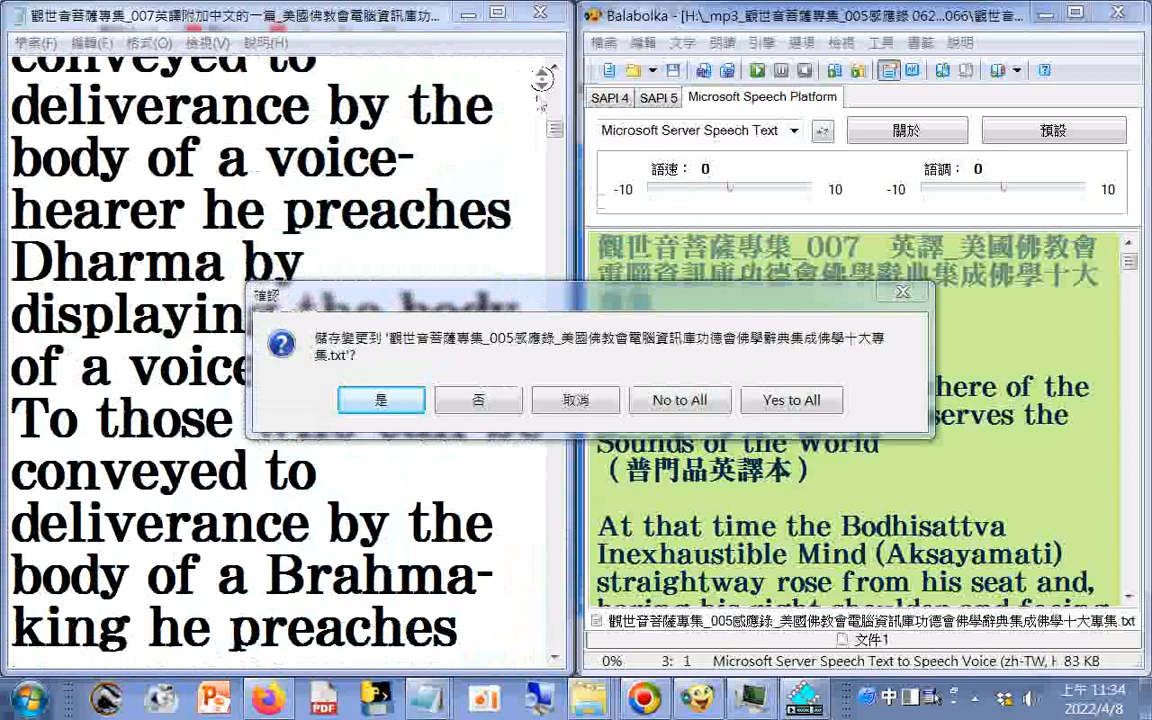 觀世音菩薩專集_007英譯附加中文的一篇_美國佛教會電腦資訊庫功...
檔案(F) 編輯(E) 格式(O) 檢視(V) 說明(H)
conveyed to
deliverance by the
body of a voice-
hearer he preaches
Dharma by
displaying the body
of a voice
To those who can be
conveyed to
deliverance by the
body of a Brahma-
king he preaches
Balabolka - [H:\_mp3_觀世音菩薩專集_005感應錄 062...066\觀世音...
檔案 編輯 文字 朗讀 引擎 選項 檢視 工具 書籤 說明
SAPI 4 SAPI 5 Microsoft Speech Platform
Microsoft Server Speech Text
關於
預設
語速： 0
語調： 0
-10 10 -10 10
觀世音菩薩專集_007 英譯_美國佛教會
電腦資訊庫功德會佛學辭典集成佛學十大
here of the
serves the
Sounds of the World
（普門品英譯本）
At that time the Bodhisattva
Inexhaustible Mind (Aksayamati)
straightway rose from his seat and,
baring his right shoulder and facing
觀世音菩薩專集_005感應錄_美國佛教會電腦資訊庫功德會佛學辭典集成佛學十大專集.txt
文件1
0% 3: 1 Microsoft Server Speech Text to Speech Voice (zh-TW, H 83 KB
確認
儲存變更到 '觀世音菩薩專集_005感應錄_美國佛教會電腦資訊庫功德會佛學辭典集成佛學十大專
集.txt'?
是 否 取消 No to All Yes to All
中
上午 11:34
2022/4/8